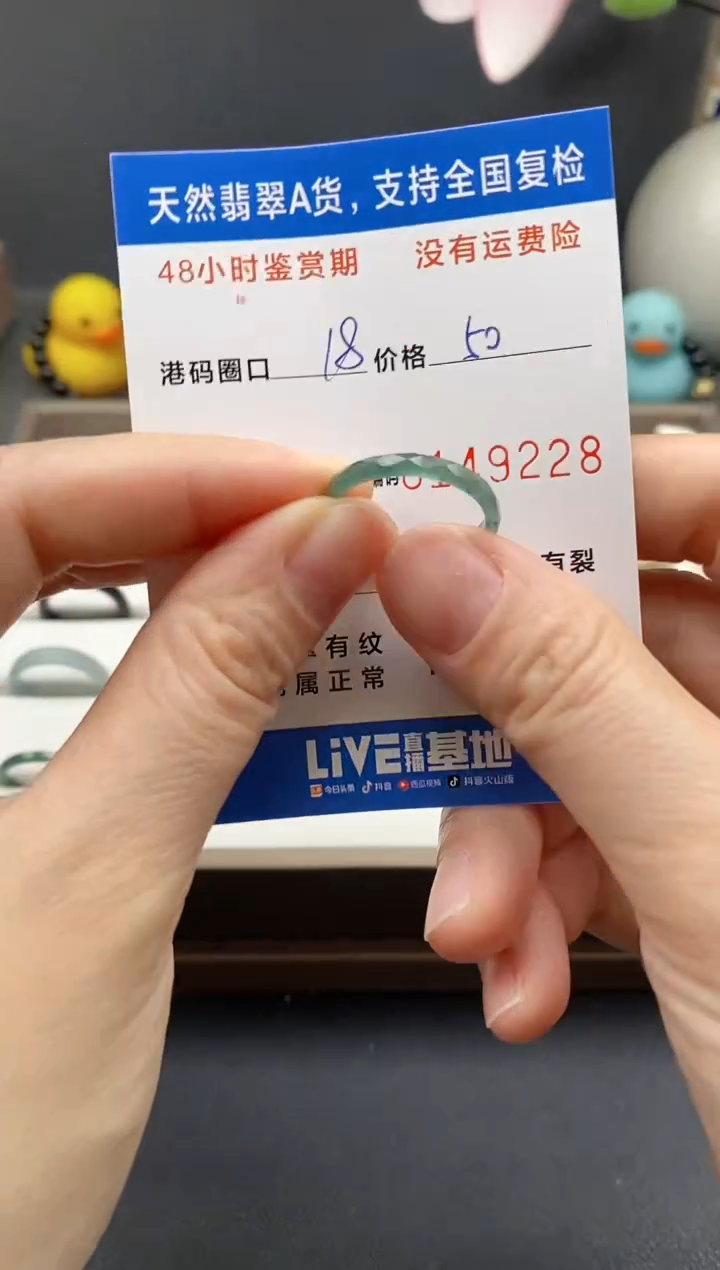 天然翡翠A货，支持全国复检
48小时鉴赏期 没有运费险
港码圈口 18 价格 50
149228
有裂
有纹
属正常
LiVE直播基地
今日头条 抖音 西瓜视频 抖音火山版